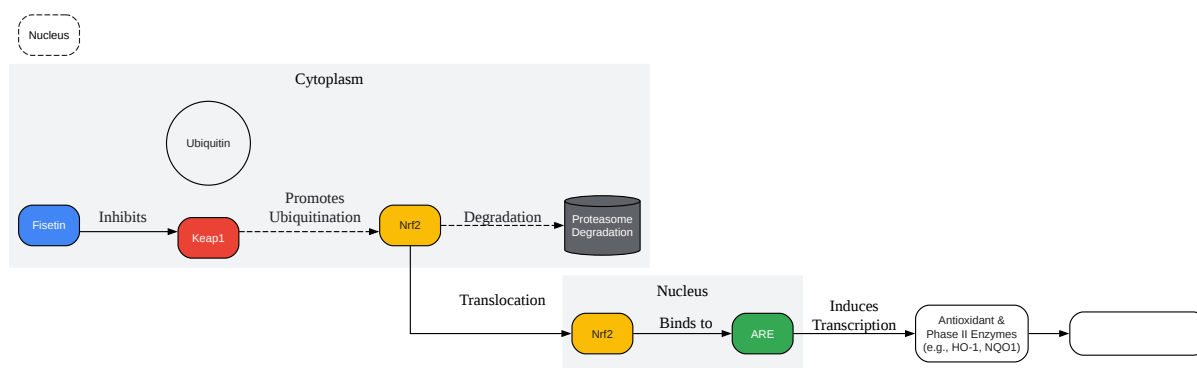 Nucleus
Cytoplasm
Ubiquitin
Fisetin
Inhibits
Keap1
Promotes
Ubiquitination
Nrf2
Degradation
Proteasome
Degradation
Translocation
Nucleus
Nrf2
Binds to
ARE
Induces
Transcription
Antioxidant &
Phase II Enzymes
(e.g., HO-1, NQO1)